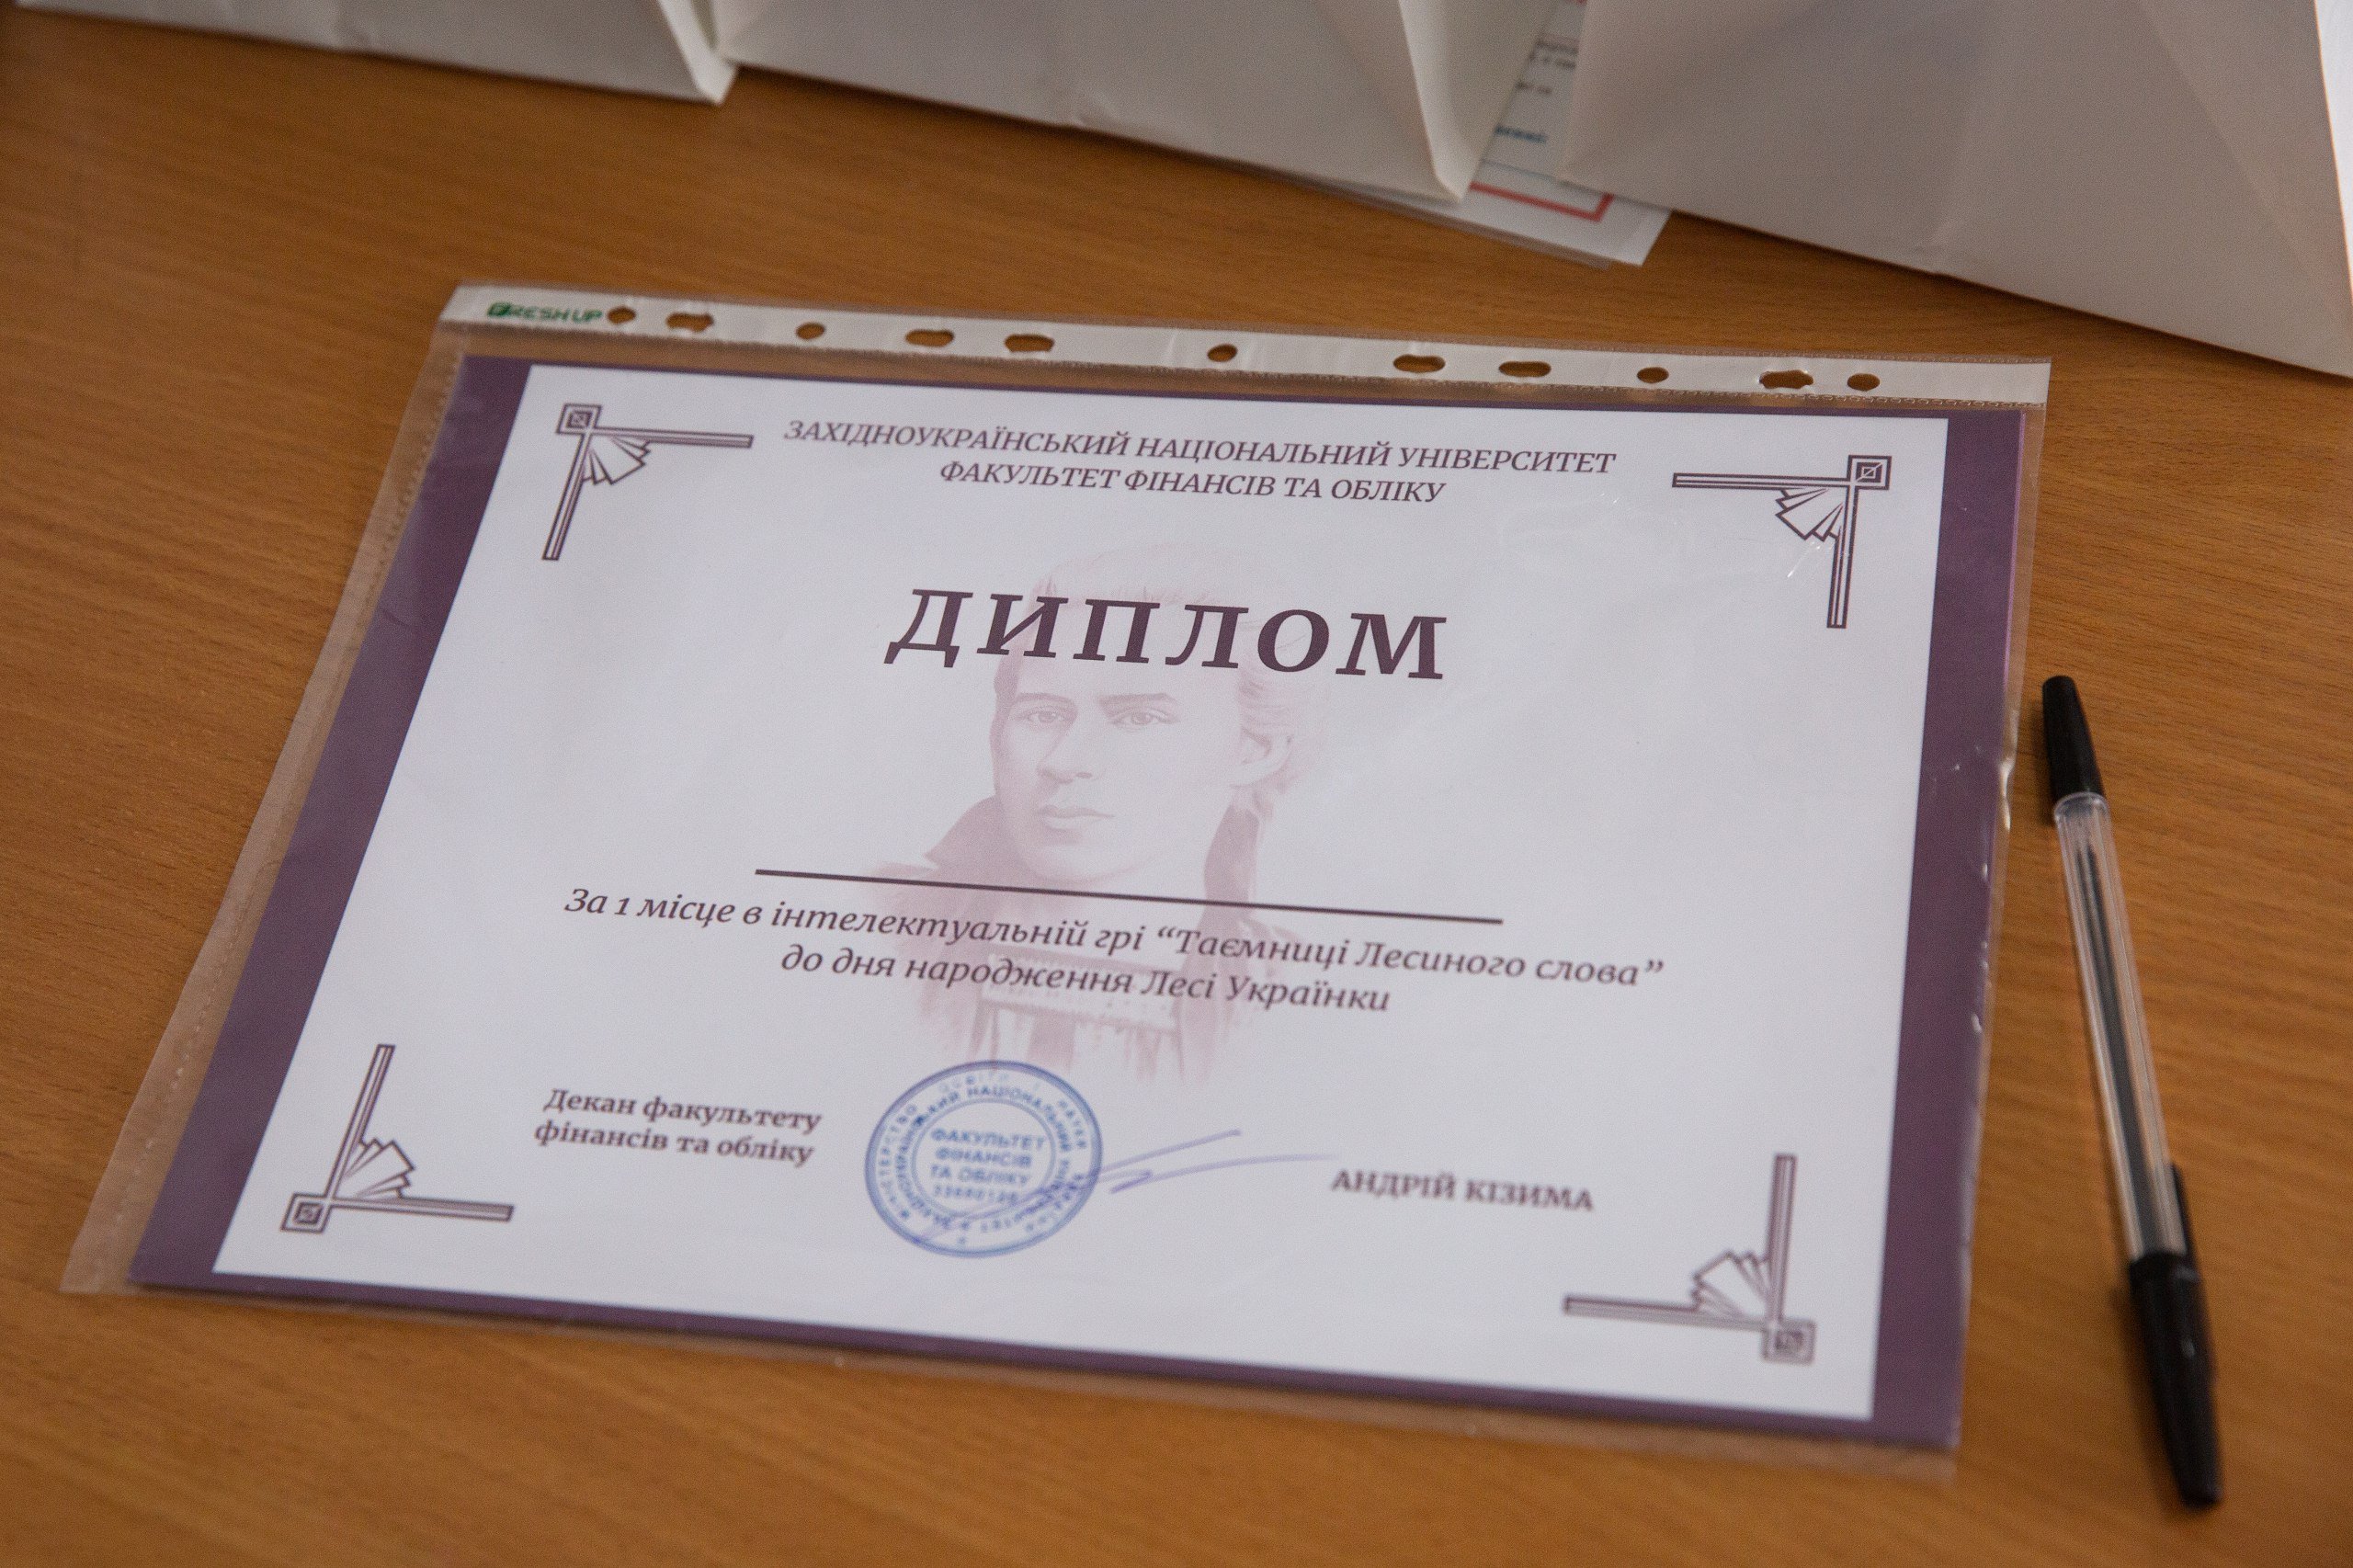 FRESH UP
ЗАХІДНОУКРАЇНСЬКИЙ НАЦІОНАЛЬНИЙ УНІВЕРСИТЕТ
ФАКУЛЬТЕТ ФІНАНСІВ ТА ОБЛІКУ
ДИПЛОМ
За 1 місце в інтелектуальній грі “Таємниці Лесиного слова”
до дня народження Лесі Українки
Декан факультету
фінансів та обліку
ФАКУЛЬТЕТ
ФІНАНСІВ
ТА ОБЛІКУ
АНДРІЙ КІЗИМА